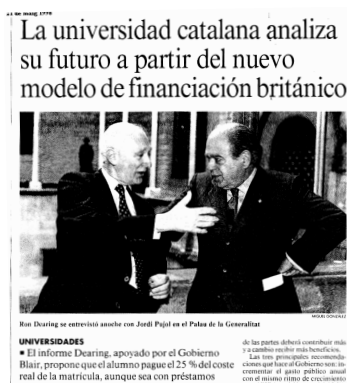 La universidad catalana analiza
su futuro a partir del nuevo
modelo de financiación británico
MIGUEL GONZÁLEZ
Ron Dearing se entrevistó anoche con Jordi Pujol en el Palau de la Generalitat
UNIVERSIDADES
■ El informe Dearing, apoyado por el Gobierno
Blair, propone que el alumno pague el 25 % del coste
real de la matrícula, aunque sea con préstamos
de las partes deberá contribuir más
y a cambio recibir más beneficios.
Las tres principales recomenda-
ciones que hace al Gobierno son: in-
crementar el gasto público anual
con el mismo ritmo de crecimiento